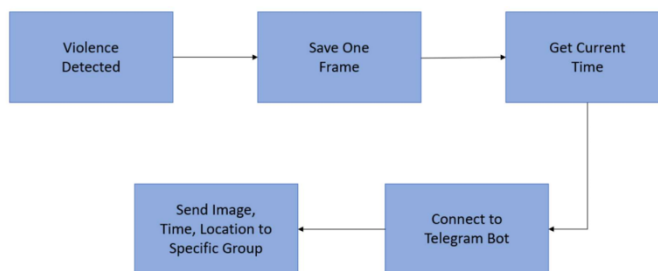 Violence
Detected
Save One
Frame
Get Current
Time
Connect to
Telegram Bot
Send Image,
Time, Location to
Specific Group